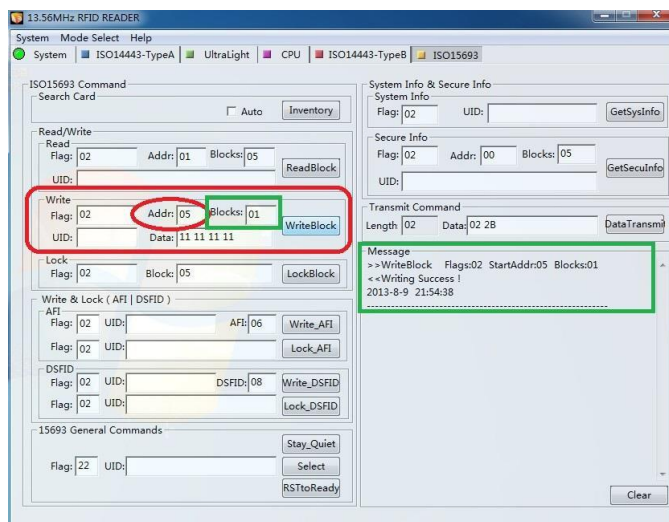 13.56MHz RFID READER
System Mode Select Help
System ISO14443-TypeA UltraLight CPU ISO14443-TypeB ISO15693
ISO15693 Command
Search Card
Auto Inventory
Read/Write
Read
Flag: 02 Addr: 01 Blocks: 05
ReadBlock
UID:
Write
Flag: 02 Addr: 05 Blocks: 01
WriteBlock
UID: Data: 11 11 11 11
Lock
Flag: 02 Block: 05 LockBlock
Write & Lock ( AFI | DSFID )
AFI
Flag: 02 UID: AFI: 06 Write_AFI
Flag: 02 UID: Lock_AFI
DSFID
Flag: 02 UID: DSFID: 08 Write_DSFID
Flag: 02 UID: Lock_DSFID
15693 General Commands
Stay_Quiet
Flag: 22 UID: Select
RSTtoReady
System Info & Secure Info
System Info
Flag: 02 UID: GetSysInfo
Secure Info
Flag: 02 Addr: 00 Blocks: 05
GetSecuInfo
UID:
Transmit Command
Length 02 Data: 02 2B DataTransmit
Message
>>WriteBlock Flags:02 StartAddr:05 Blocks:01
<<Writing Success !
2013-8-9 21:54:38
--------------------------------------------------------
Clear